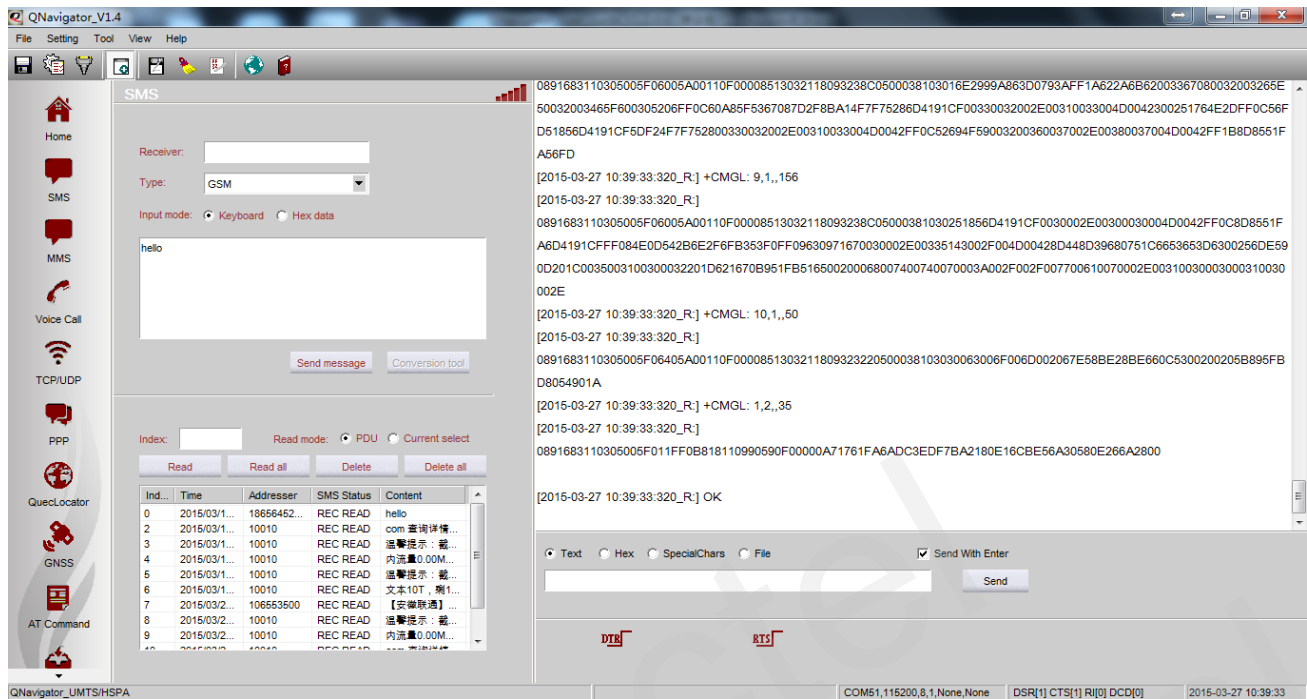 QNavigator_V1.4
File Setting Tool View Help
Home
SMS
MMS
Voice Call
TCP/UDP
PPP
QuecLocator
GNSS
AT Command
SMS
Receiver:
Type: GSM
Input mode: Keyboard Hex data
hello
Send message Conversion tool
Index: Read mode: PDU Current select
Read Read all Delete Delete all
Ind... Time Addresser SMS Status Content
0 2015/03/1... 18656452... REC READ hello
2 2015/03/1... 10010 REC READ com 查询详情...
3 2015/03/1... 10010 REC READ 温馨提示：截...
4 2015/03/1... 10010 REC READ 内流量0.00M...
5 2015/03/1... 10010 REC READ 温馨提示：截...
6 2015/03/1... 10010 REC READ 文本10T，剩1...
7 2015/03/2... 106553500 REC READ 【安徽联通】...
8 2015/03/2... 10010 REC READ 温馨提示：截...
9 2015/03/2... 10010 REC READ 内流量0.00M...
0891683110305005F06005A00110F00008513032118093238C0500038103016E2999A863D0793AFF1A622A6B62003367080032003265E
50032003465F600305206FF0C60A85F5367087D2F8BA14F7F75286D4191CF00330032002E00310033004D0042300251764E2DFF0C56F
D51856D4191CF5DF24F7F752800330032002E00310033004D0042FF0C52694F59003200360037002E00380037004D0042FF1B8D8551F
A56FD
[2015-03-27 10:39:33:320_R:] +CMGL: 9,1,,156
[2015-03-27 10:39:33:320_R:]
0891683110305005F06005A00110F00008513032118093238C05000381030251856D4191CF0030002E00300030004D0042FF0C8D8551F
A6D4191CFFF084E0D542B6E2F6FB353F0FF09630971670030002E00335143002F004D00428D448D39680751C6653653D6300256DE59
0D201C0035003100300032201D621670B951FB516500200068007400740070003A002F002F007700610070002E00310030003000310030
002E
[2015-03-27 10:39:33:320_R:] +CMGL: 10,1,,50
[2015-03-27 10:39:33:320_R:]
0891683110305005F06405A00110F0000851303211809323220500038103030063006F006D002067E58BE28BE660C5300200205B895FB
D8054901A
[2015-03-27 10:39:33:320_R:] +CMGL: 1,2,,35
[2015-03-27 10:39:33:320_R:]
0891683110305005F011FF0B818110990590F00000A71761FA6ADC3EDF7BA2180E16CBE56A30580E266A2800
[2015-03-27 10:39:33:320_R:] OK
Text Hex SpecialChars File Send With Enter
Send
DTR RTS
QNavigator_UMTS/HSPA COM51,115200,8,1,None,None DSR[1] CTS[1] RI[0] DCD[0] 2015-03-27 10:39:33